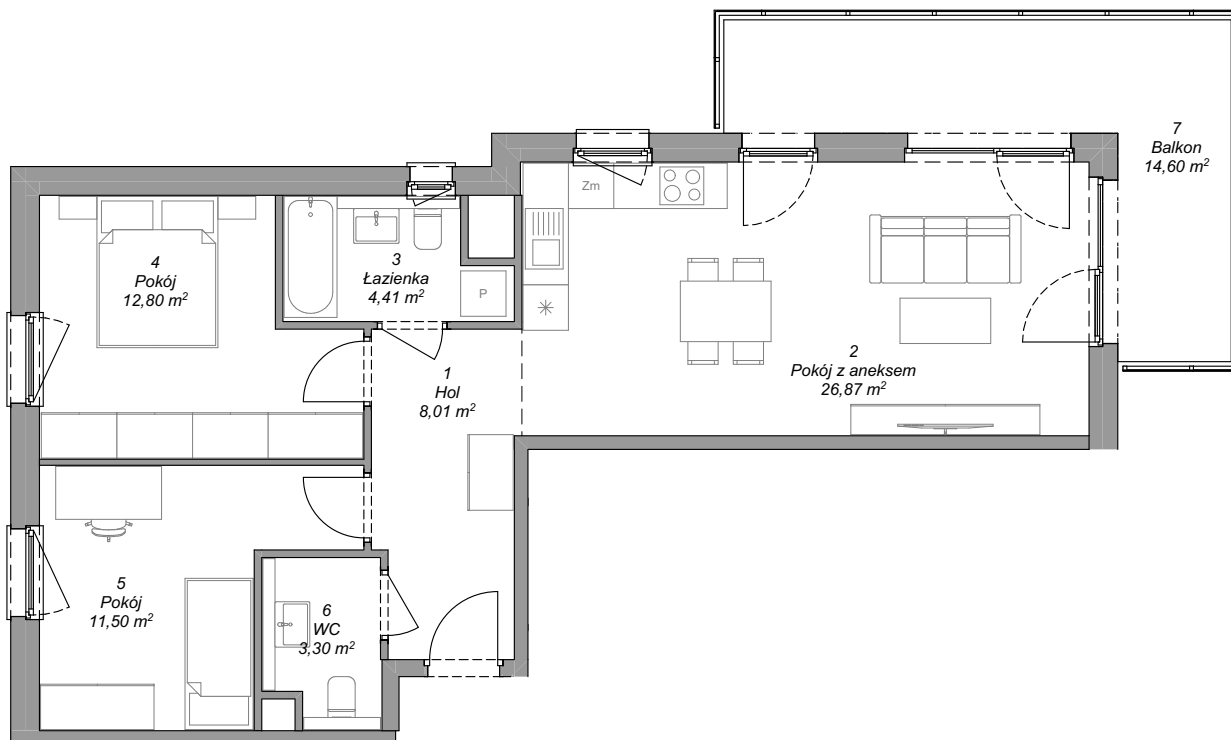 7
Balkon
14,60 m²
Zm
4
Pokój
12,80 m²
3
Łazienka
4,41 m²
P
2
Pokój z aneksem
26,87 m²
1
Hol
8,01 m²
5
Pokój
11,50 m²
6
WC
3,30 m²